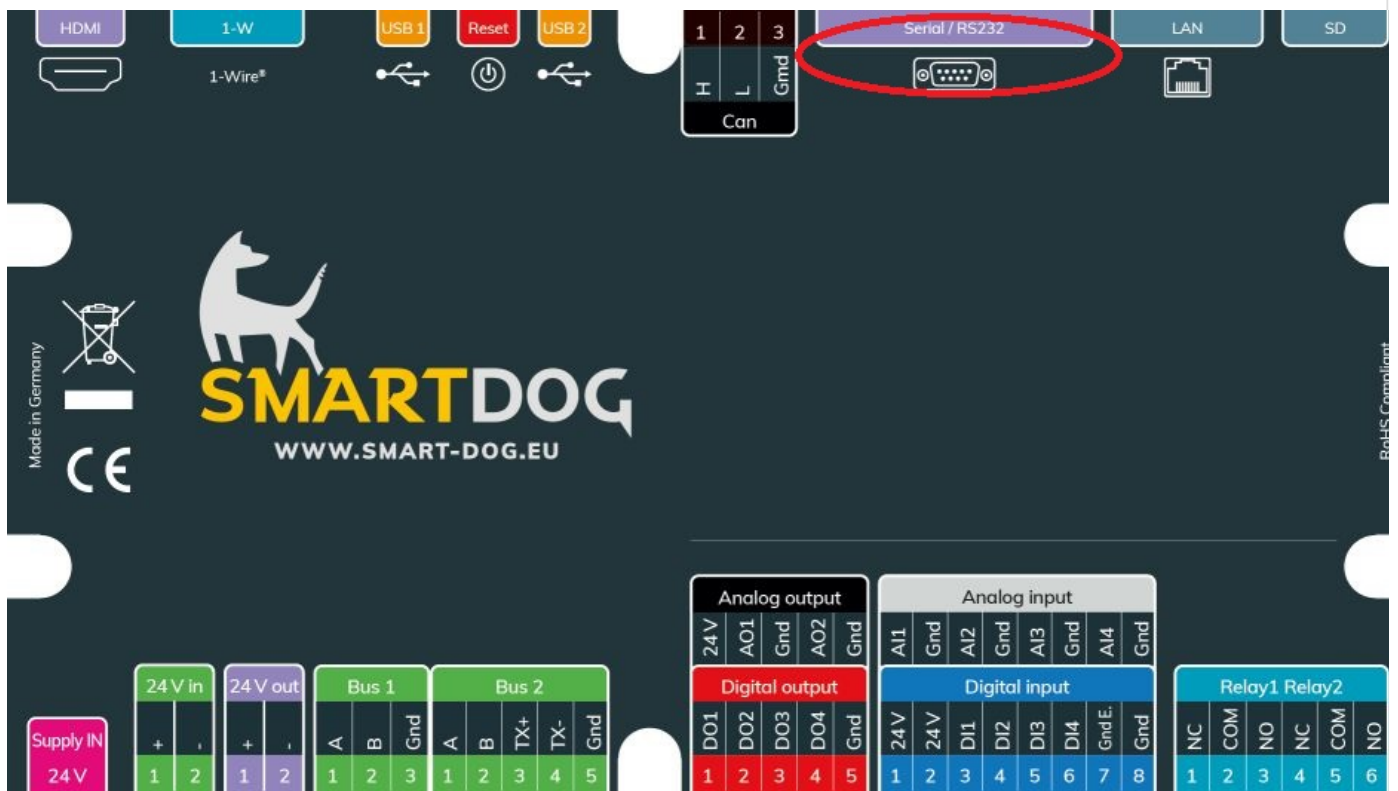 HDMI
1-W
USB 1
Reset
USB 2
1 2 3
Serial / RS232
LAN
SD
1-Wire®
H L Gmd
Can
Made in Germany
SMARTDOG
WWW.SMART-DOG.EU
CE
RoHS Compliant
Analog output
24 V AO1 Gnd AO2 Gnd
Analog input
AI1 Gnd AI2 Gnd AI3 Gnd AI4 Gnd
Supply IN
24 V
24 V in
+ -
1 2
24 V out
+ -
1 2
Bus 1
A B Gnd
1 2 3
Bus 2
A B TX+ TX- Gnd
1 2 3 4 5
Digital output
DO1 DO2 DO3 DO4 Gnd
1 2 3 4 5
Digital input
24 V 24 V DI1 DI2 DI3 DI4 Gnd E. Gnd
1 2 3 4 5 6 7 8
Relay1 Relay2
NC COM NO NC COM NO
1 2 3 4 5 6